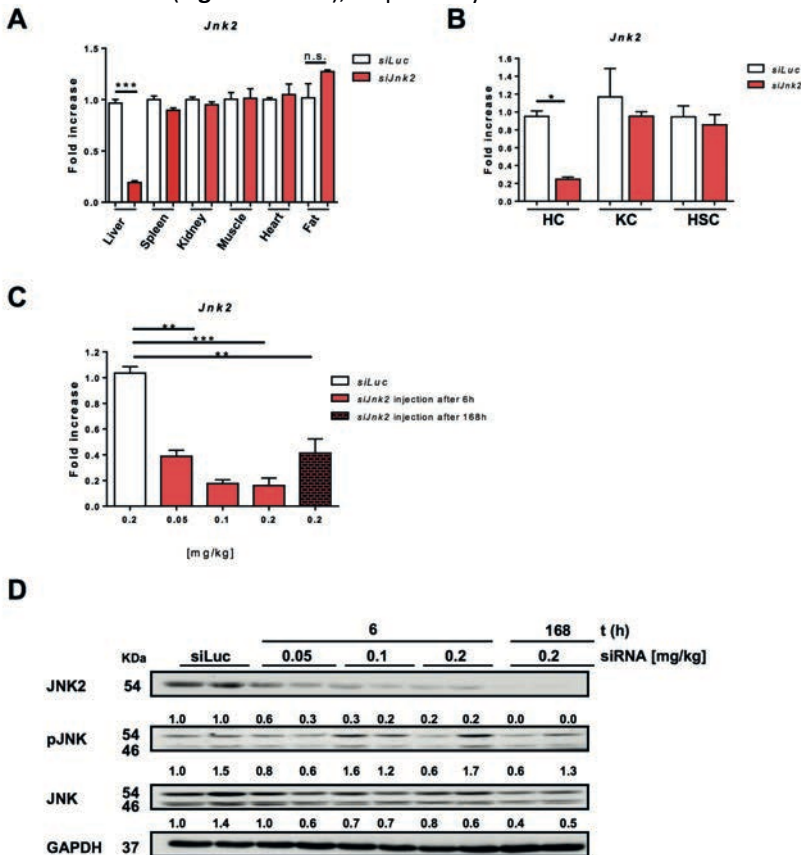 A
Jnk2
Fold increase
1.5
1.0
0.5
0.0
***
n.s.
siLuc
siJnk2
Liver
Spleen
Kidney
Muscle
Heart
Fat
B
Jnk2
Fold increase
1.6
1.4
1.2
1.0
0.8
0.6
0.4
0.2
0.0
*
siLuc
siJnk2
HC KC HSC
C
Jnk2
**
***
**
Fold increase
1.2
1.0
0.8
0.6
0.4
0.2
0.0
siLuc
siJnk2 injection after 6h
siJnk2 injection after 168h
0.2 0.05 0.1 0.2 0.2
[mg/kg]
D
6 168 t (h)
KDa siLuc 0.05 0.1 0.2 0.2 siRNA [mg/kg]
JNK2 54
1.0 1.0 0.6 0.3 0.3 0.2 0.2 0.2 0.0 0.0
pJNK 54
46
1.0 1.5 0.8 0.6 1.6 1.2 0.6 1.7 0.6 1.3
JNK 54
46
1.0 1.4 1.0 0.6 0.7 0.7 0.8 0.6 0.4 0.5
GAPDH 37